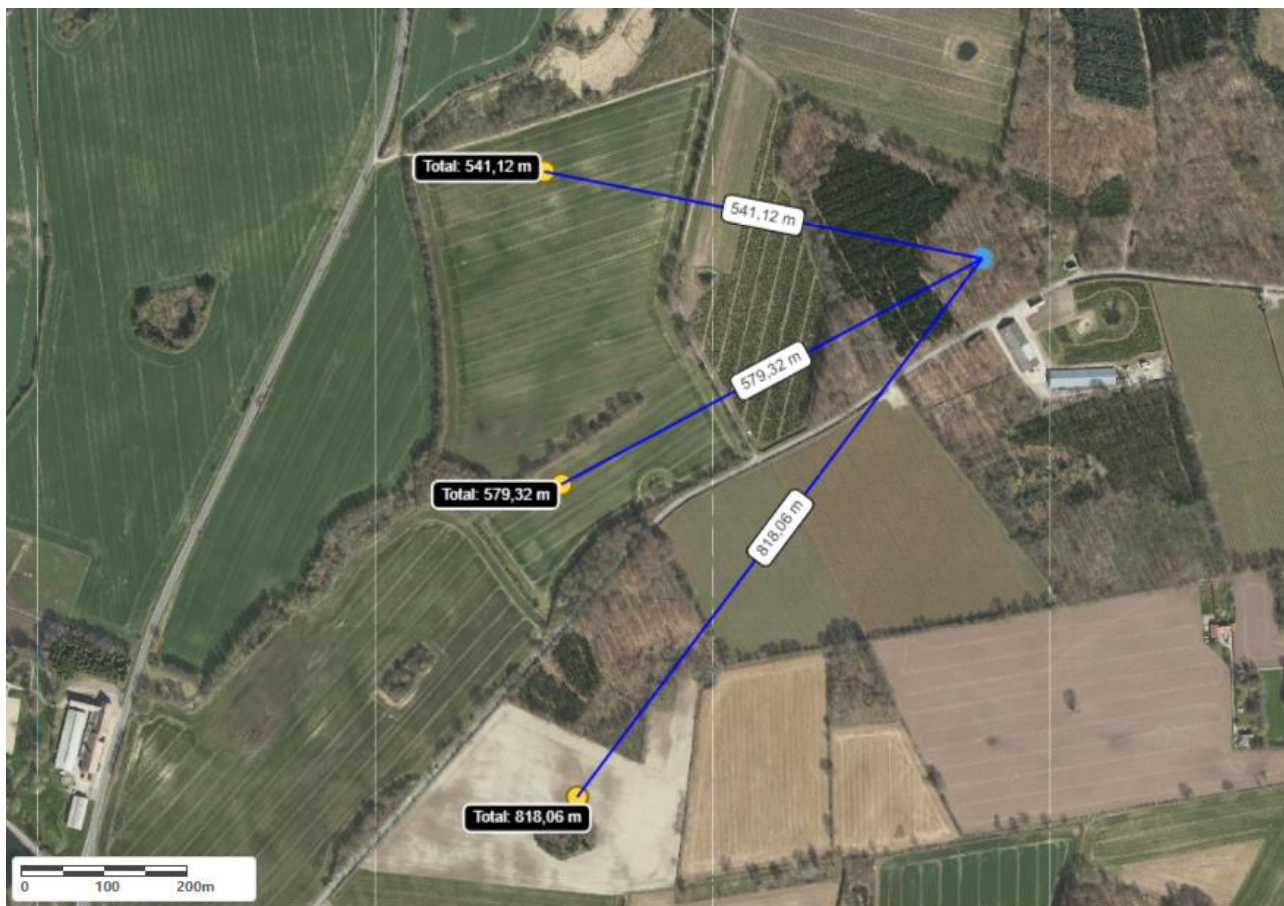 Total: 541,12 m
541,12 m
579,32 m
Total: 579,32 m
818,06 m
Total: 818,06 m
0 100 200m